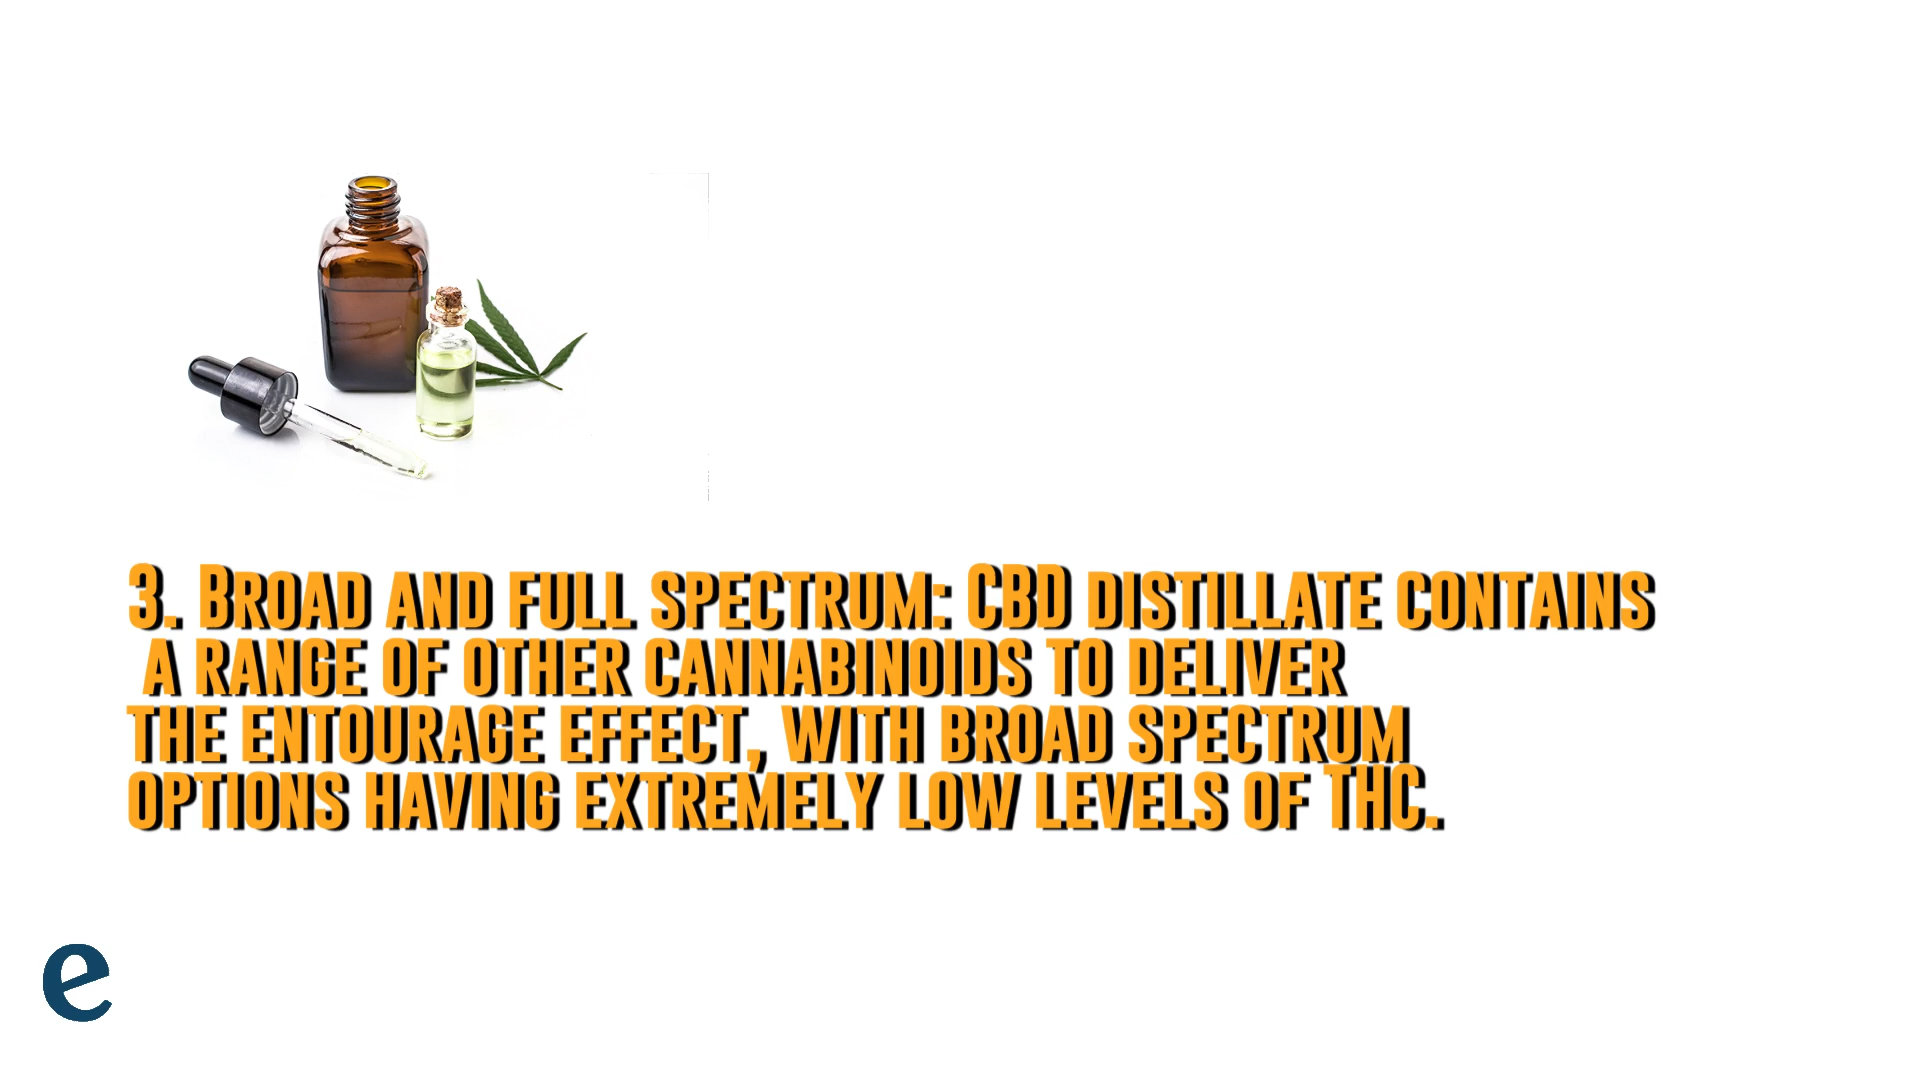 3. Broad and full spectrum: CBD distillate contains
a range of other cannabinoids to deliver
the entourage effect, with broad spectrum
options having extremely low levels of THC.
e